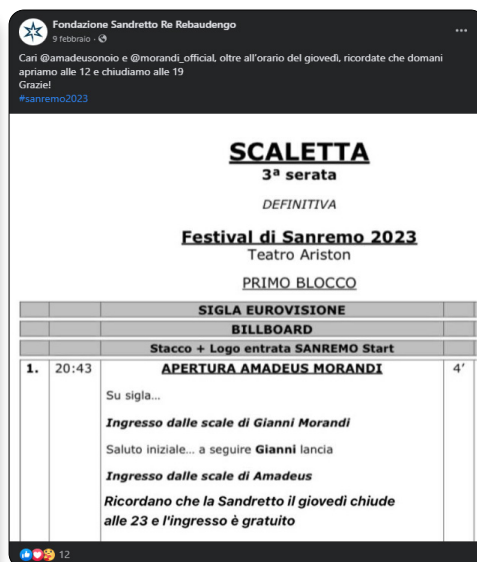 Fondazione Sandretto Re Rebaudengo
9 febbraio ·
Cari @amadeusonoio e @morandi_official, oltre all'orario del giovedì, ricordate che domani
apriamo alle 12 e chiudiamo alle 19
Grazie!
#sanremo2023
SCALETTA
3ª serata
DEFINITIVA
Festival di Sanremo 2023
Teatro Ariston
PRIMO BLOCCO
SIGLA EUROVISIONE
BILLBOARD
Stacco + Logo entrata SANREMO Start
1. 20:43 APERTURA AMADEUS MORANDI 4'
Su sigla...
Ingresso dalle scale di Gianni Morandi
Saluto iniziale... a seguire Gianni lancia
Ingresso dalle scale di Amadeus
Ricordano che la Sandretto il giovedì chiude
alle 23 e l'ingresso è gratuito
12